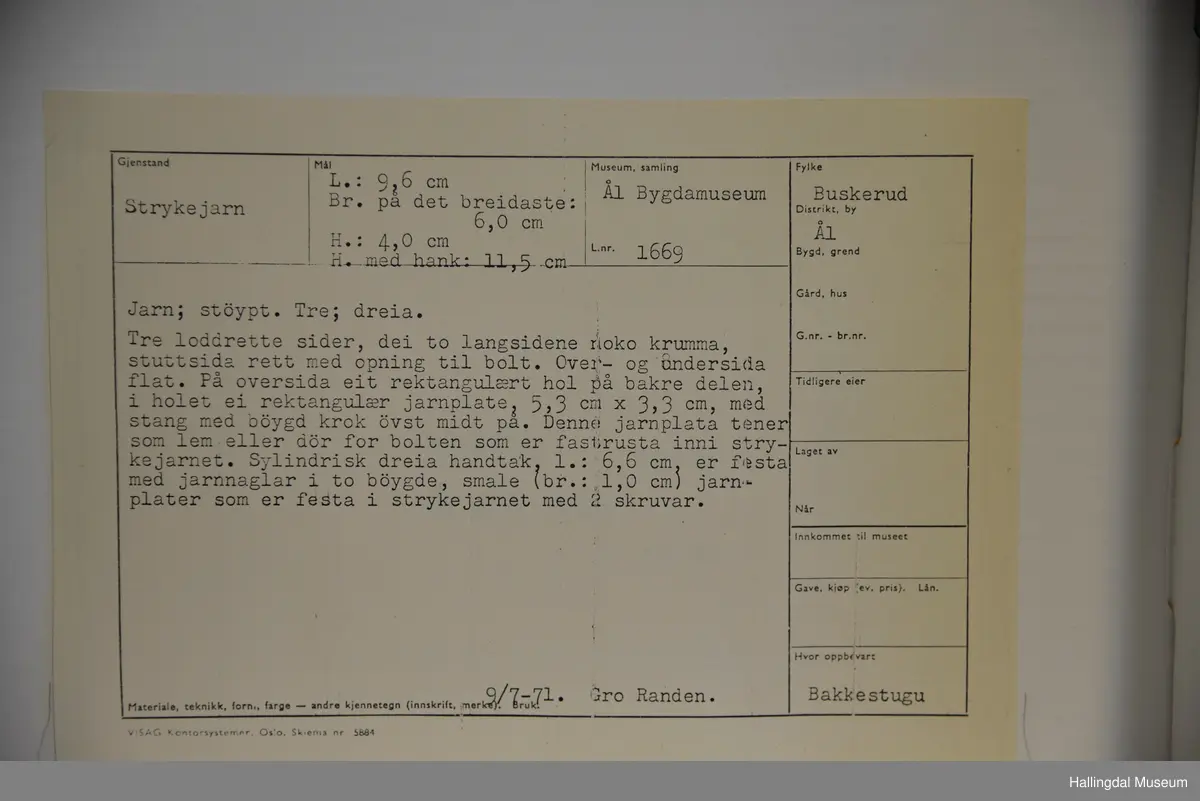 Gjenstand
Strykejarn
Mål
L.: 9,6 cm
Br. på det breidaste:
6,0 cm
H.: 4,0 cm
H. med hank: 11,5 cm
Museum, samling
Ål Bygdamuseum
L.nr. 1669
Fylke
Buskerud
Distrikt, by
Ål
Bygd, grend
Gård, hus
G.nr. - br.nr.
Tidligere eier
Laget av
Når
Innkommet til museet
Gave, kjøp (ev. pris). Lån.
Hvor oppbevart
Bakkestugu
Jarn; stöypt. Tre; dreia.
Tre loddrette sider, dei to langsidene noko krumma,
stuttsida rett med opning til bolt. Over- og undersida
flat. På oversida eit rektangulært hol på bakre delen,
i holet ei rektangulær jarnplate, 5,3 cm x 3,3 cm, med
stang med böygd krok övst midt på. Denne jarnplata tener
som lem eller dör for bolten som er fastrusta inni stry-
kejarnet. Sylindrisk dreia handtak, l.: 6,6 cm, er festa
med jarnnaglar i to böygde, smale (br.: 1,0 cm) jarn-
plater som er festa i strykejarnet med 2 skruvar.
9/7-71. Gro Randen.
Materiale, teknikk, form, farge — andre kjennetegn (innskrift, merke). Bruk.
VISAG Kontorsystemer. Oslo. Skjema nr. 5884
Hallingdal Museum